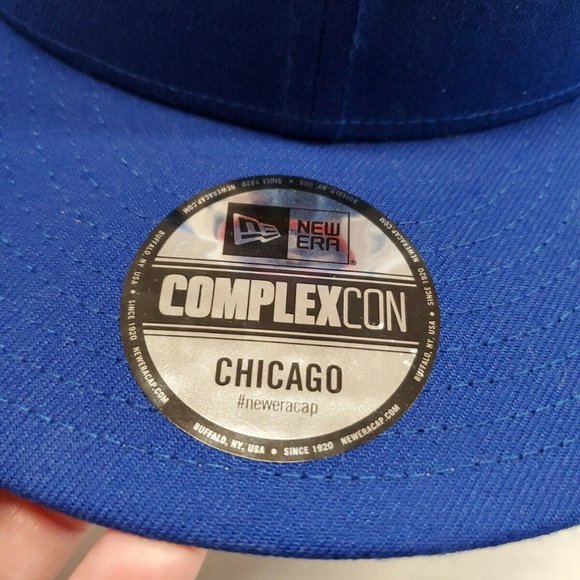 NEW
ERA
®
COMPLEXCON
CHICAGO
#neweracap
BUFFALO, NY, USA • SINCE 1920 NEWERACAP.COM
BUFFALO, NY, USA • SINCE 1920 NEWERACAP.COM
BUFFALO, NY, USA • SINCE 1920 NEWERACAP.COM